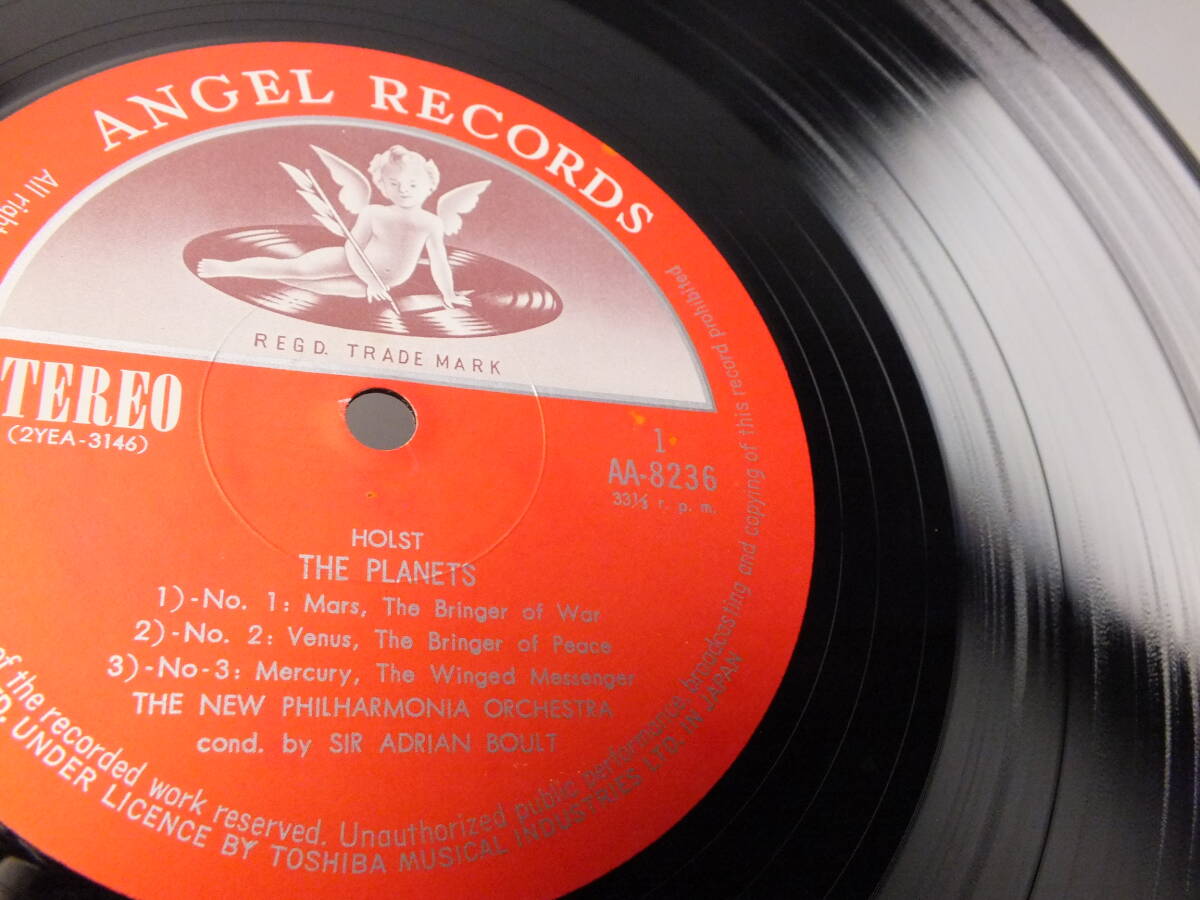 ANGEL RECORDS
REGD. TRADE MARK
TEREO
(2YEA-3146)
1
AA-8236
33⅓ r. p. m.
HOLST
THE PLANETS
1)-No. 1: Mars, The Bringer of War
2)-No. 2: Venus, The Bringer of Peace
3)-No-3: Mercury, The Winged Messenger
THE NEW PHILHARMONIA ORCHESTRA
cond. by SIR ADRIAN BOULT
All righ
of the recorded work reserved. Unauthorized public performance, broadcasting and copying of this record prohibited
TD. UNDER LICENCE BY TOSHIBA MUSICAL INDUSTRIES LTD. IN JAPAN